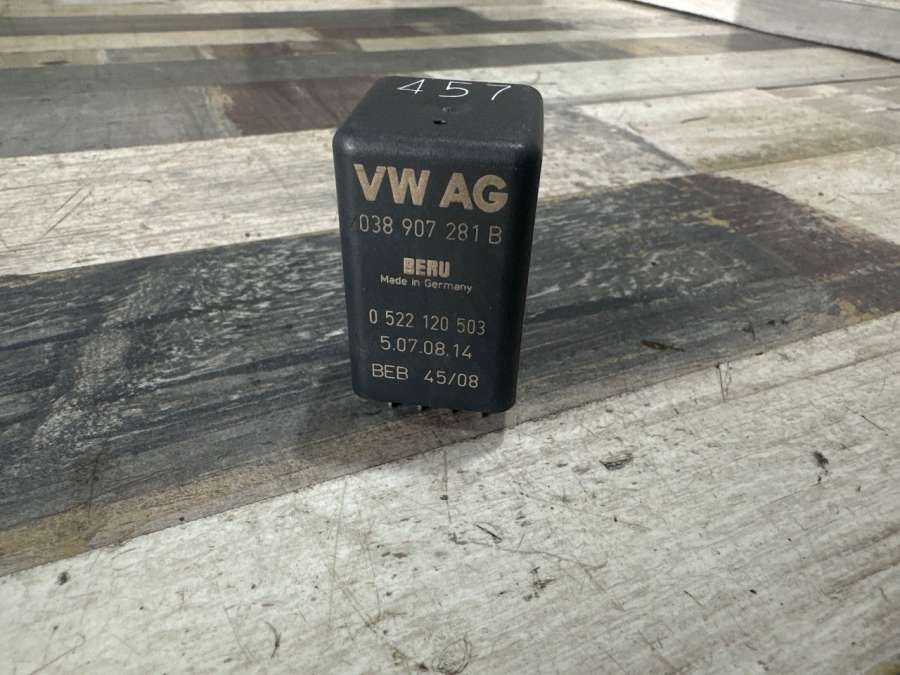 457
VW AG
038 907 281 B
BERU
Made in Germany
0 522 120 503
5.07.08.14
BEB 45/08